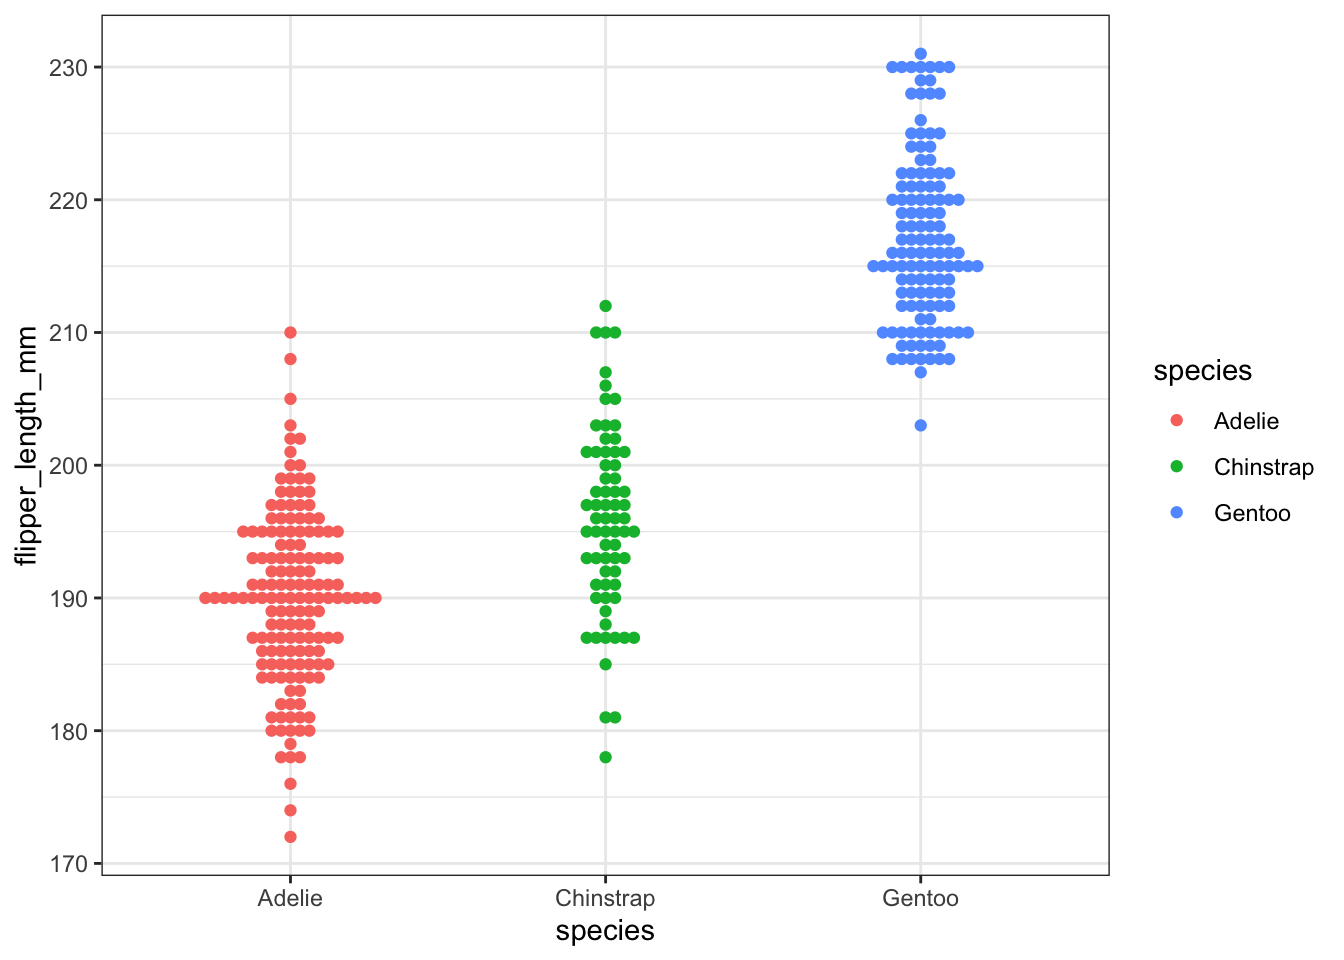 230
220
210
200
190
180
170
flipper_length_mm
Adelie
Chinstrap
Gentoo
species
species
Adelie
Chinstrap
Gentoo